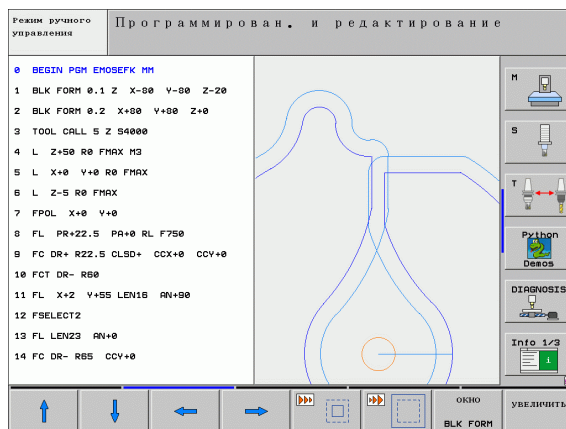 Режим ручного
управления
Программирован. и редактирование
0 BEGIN PGM EMOSEFK MM
1 BLK FORM 0.1 Z X-80 Y-80 Z-20
2 BLK FORM 0.2 X+80 Y+80 Z+0
3 TOOL CALL 5 Z S4000
4 L Z+50 R0 FMAX M3
5 L X+0 Y+0 R0 FMAX
6 L Z-5 R0 FMAX
7 FPOL X+0 Y+0
8 FL PR+22.5 PA+0 RL F750
9 FC DR+ R22.5 CLSD+ CCX+0 CCY+0
10 FCT DR- R60
11 FL X+2 Y+55 LEN16 AN+90
12 FSELECT2
13 FL LEN23 AN+0
14 FC DR- R65 CCY+0
M
S
T
Python
Demos
DIAGNOSIS
Info 1/3
i
ОКНО
BLK FORM
УВЕЛИЧИТЬ